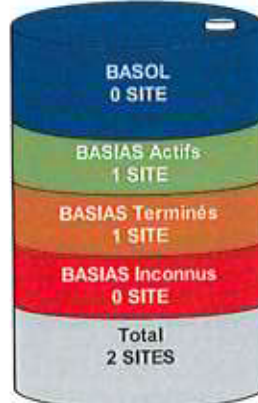 BASOL
0 SITE
BASIAS Actifs
1 SITE
BASIAS Terminés
1 SITE
BASIAS Inconnus
0 SITE
Total
2 SITES